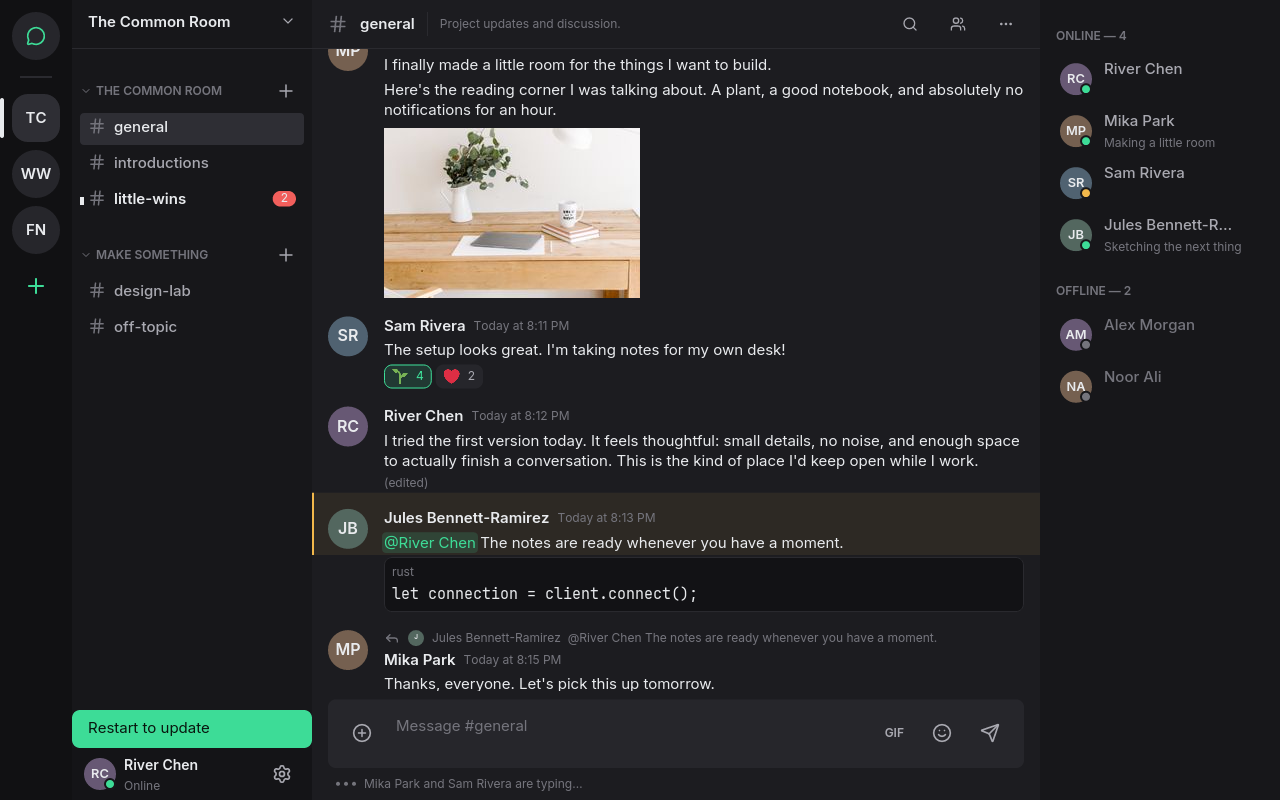 TC
WW
FN
The Common Room
THE COMMON ROOM
general
introductions
little-wins
2
MAKE SOMETHING
design-lab
off-topic
Restart to update
RC
River Chen
Online
general
Project updates and discussion.
MP
I finally made a little room for the things I want to build.
Here's the reading corner I was talking about. A plant, a good notebook, and absolutely no
notifications for an hour.
SR
Sam Rivera Today at 8:11 PM
The setup looks great. I'm taking notes for my own desk!
4
2
RC
River Chen Today at 8:12 PM
I tried the first version today. It feels thoughtful: small details, no noise, and enough space
to actually finish a conversation. This is the kind of place I'd keep open while I work.
(edited)
JB
Jules Bennett-Ramirez Today at 8:13 PM
@River Chen The notes are ready whenever you have a moment.
rust
let connection = client.connect();
Jules Bennett-Ramirez @River Chen The notes are ready whenever you have a moment.
MP
Mika Park Today at 8:15 PM
Thanks, everyone. Let's pick this up tomorrow.
Message #general
GIF
Mika Park and Sam Rivera are typing...
ONLINE — 4
RC
River Chen
MP
Mika Park
Making a little room
SR
Sam Rivera
JB
Jules Bennett-R...
Sketching the next thing
OFFLINE — 2
AM
Alex Morgan
NA
Noor Ali